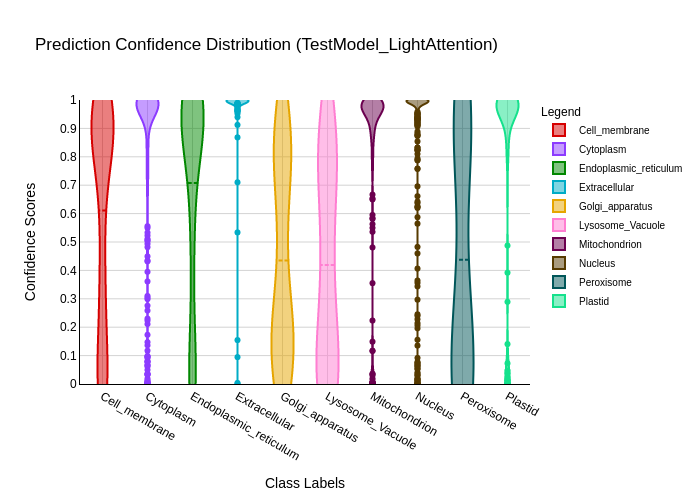 Prediction Confidence Distribution (TestModel_LightAttention)
Confidence Scores
1
0.9
0.8
0.7
0.6
0.5
0.4
0.3
0.2
0.1
0
Cell_membrane
Cytoplasm
Endoplasmic_reticulum
Extracellular
Golgi_apparatus
Lysosome_Vacuole
Mitochondrion
Nucleus
Peroxisome
Plastid
Class Labels
Legend
Cell_membrane
Cytoplasm
Endoplasmic_reticulum
Extracellular
Golgi_apparatus
Lysosome_Vacuole
Mitochondrion
Nucleus
Peroxisome
Plastid